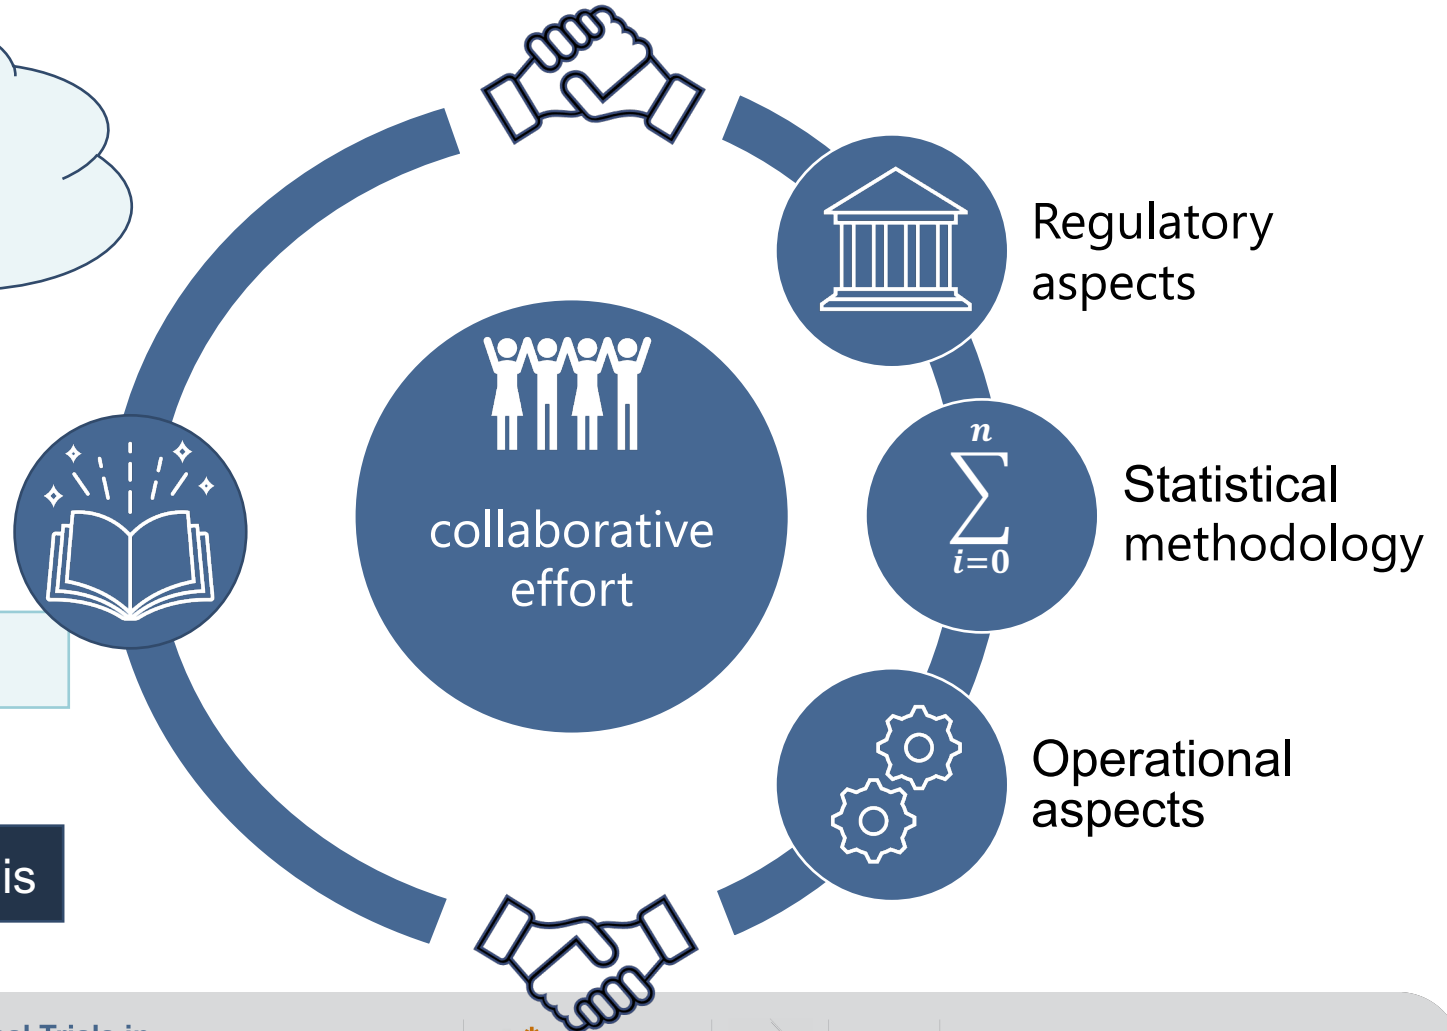 Regulatory
aspects
n
∑
i=0
Statistical
methodology
collaborative
effort
Operational
aspects
is